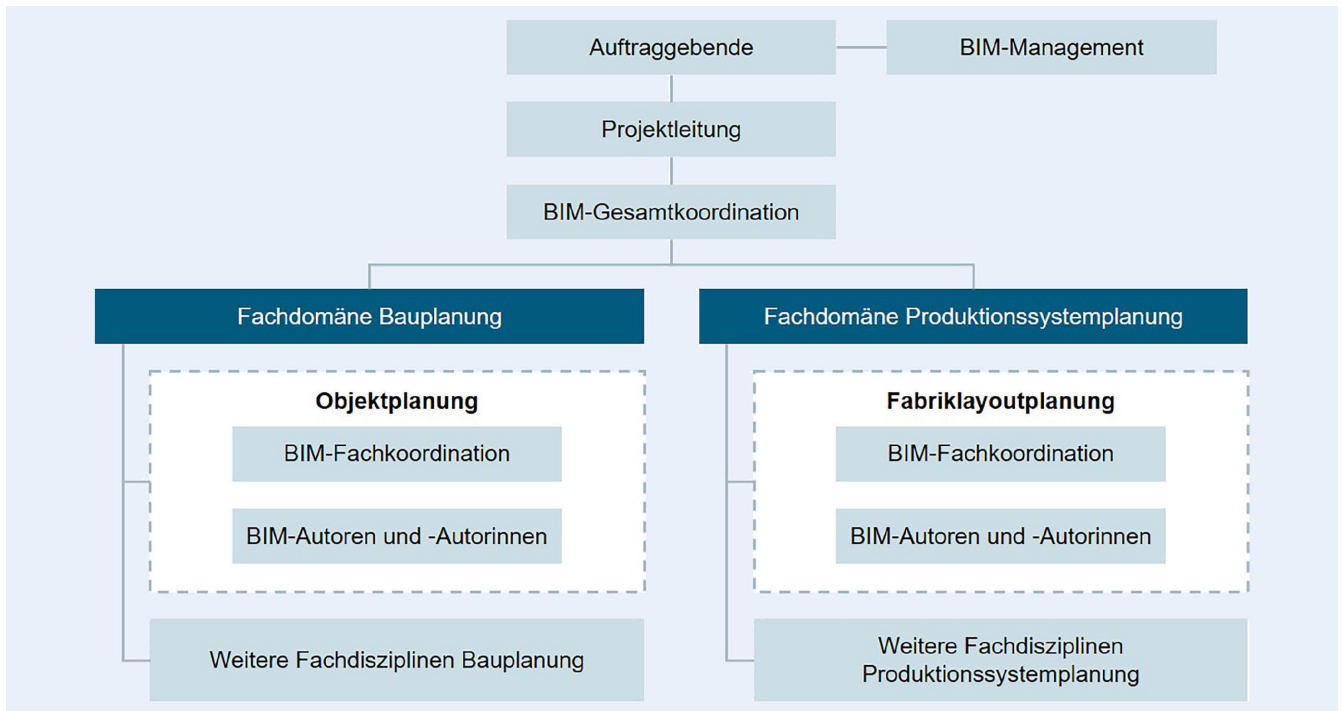 Auftraggebende
BIM-Management
Projektleitung
BIM-Gesamtkoordination
Fachdomäne Bauplanung
Objektplanung
BIM-Fachkoordination
BIM-Autoren und -Autorinnen
Weitere Fachdisziplinen Bauplanung
Fachdomäne Produktionssystemplanung
Fabriklayoutplanung
BIM-Fachkoordination
BIM-Autoren und -Autorinnen
Weitere Fachdisziplinen
Produktionssystemplanung